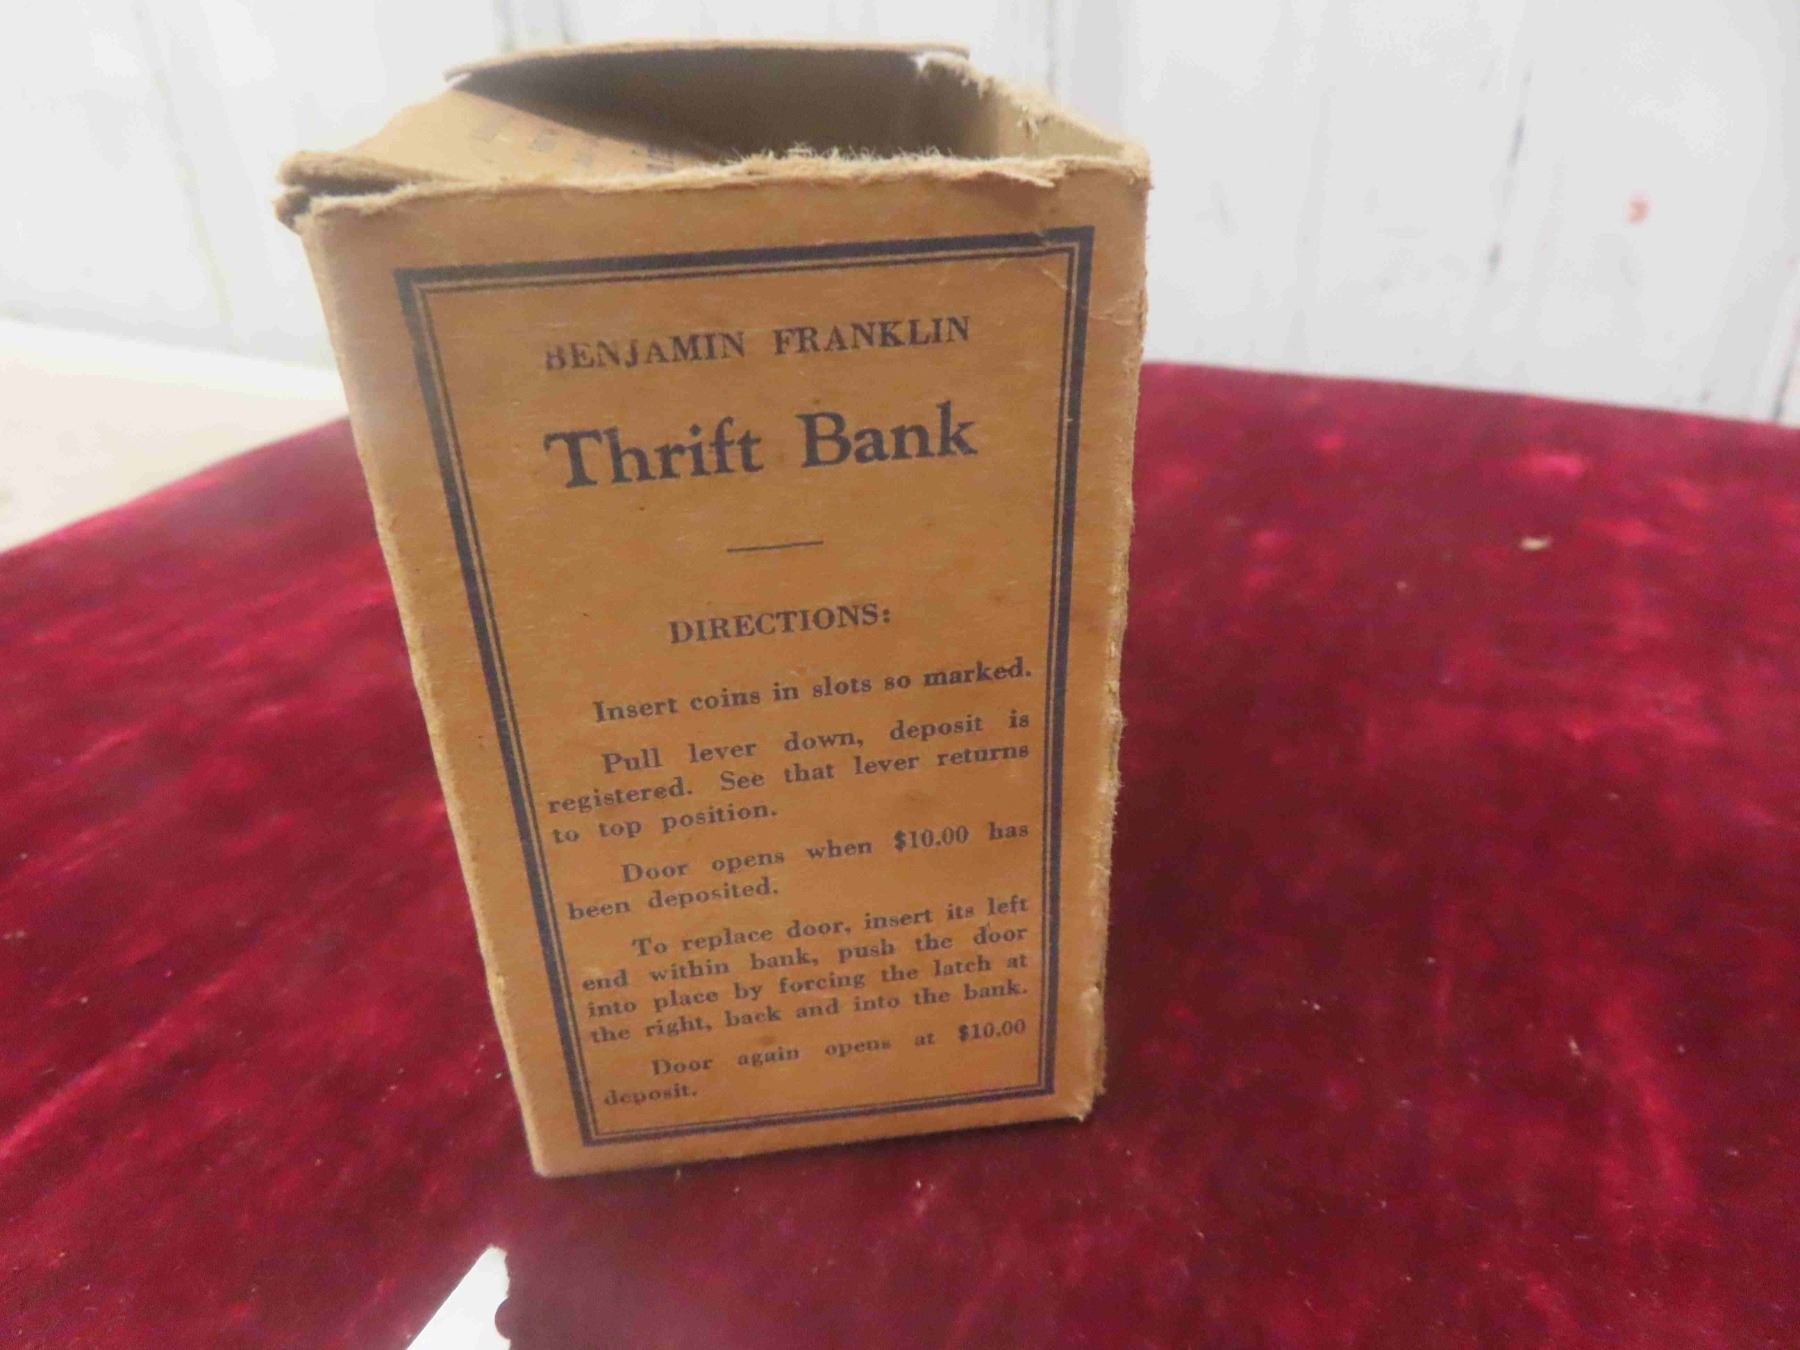 BENJAMIN FRANKLIN
Thrift Bank
DIRECTIONS:
Insert coins in slots so marked.
Pull lever down, deposit is
registered. See that lever returns
to top position.
Door opens when $10.00 has
been deposited.
To replace door, insert its left
end within bank, push the door
into place by forcing the latch at
the right, back and into the bank.
Door again opens at $10.00
deposit.